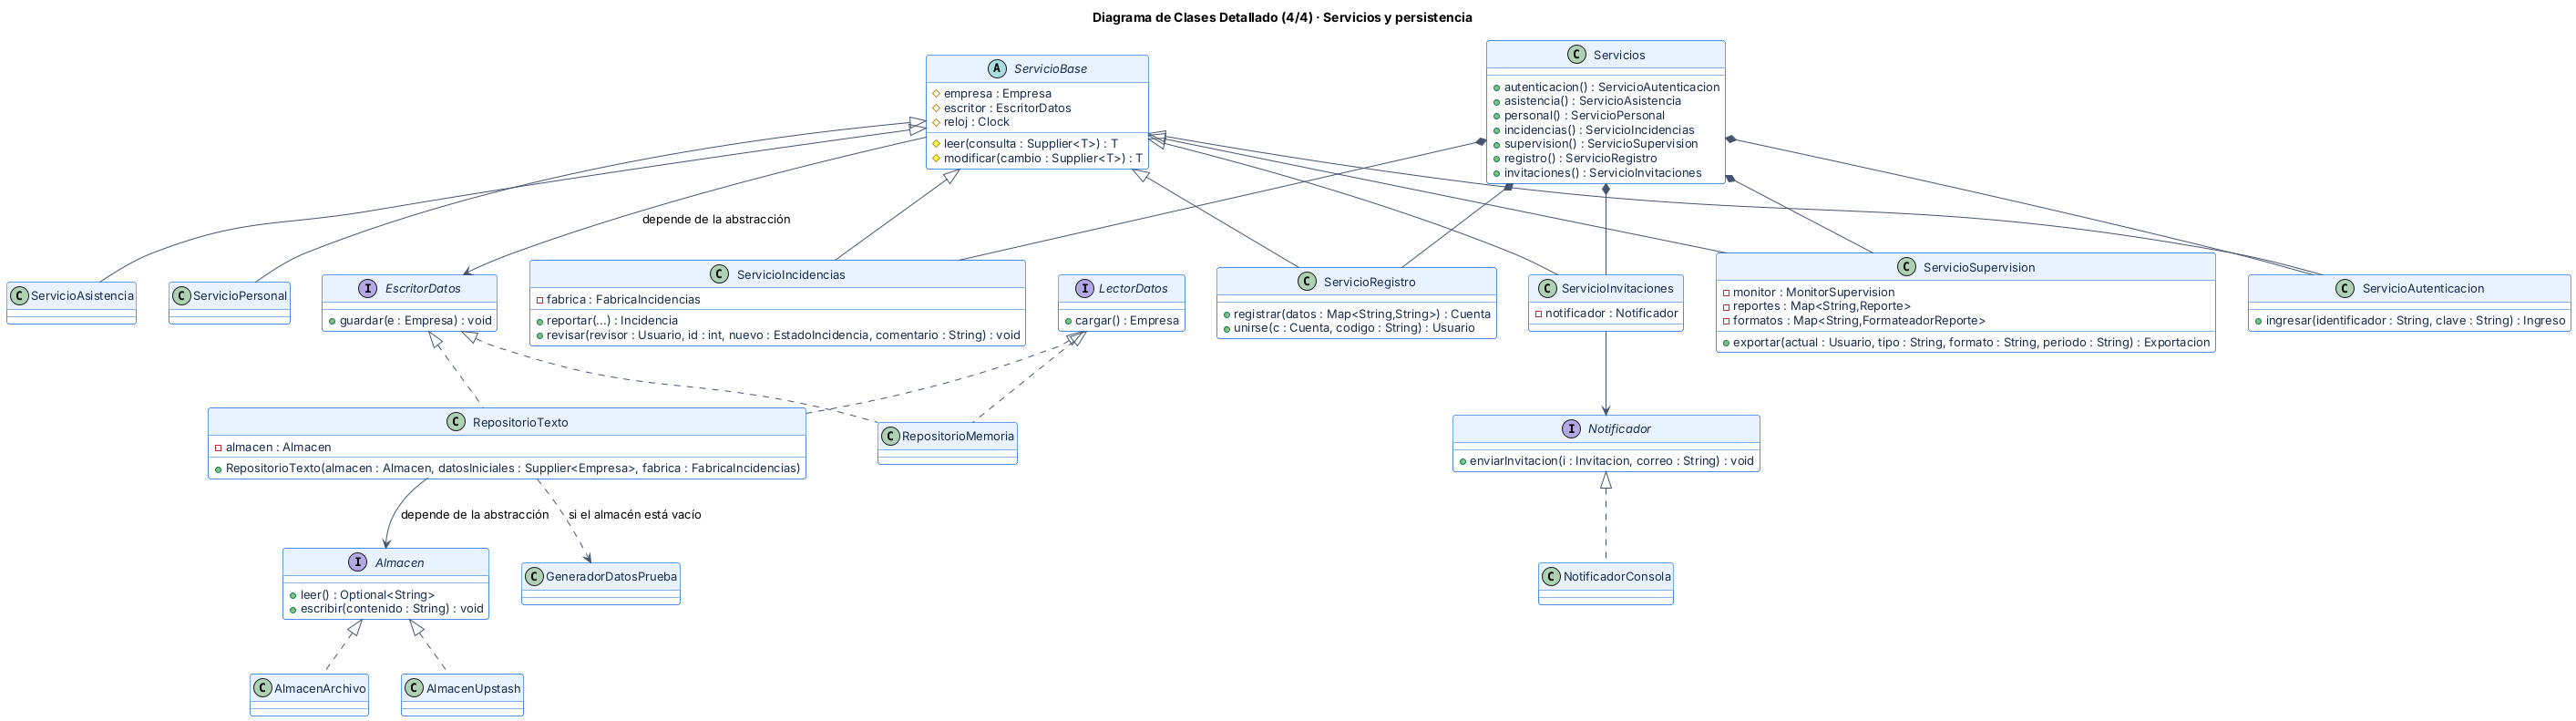 Diagrama de Clases Detallado (4/4) · Servicios y persistencia
A ServicioBase
empresa : Empresa
escritor : EscritorDatos
reloj : Clock
leer(consulta : Supplier<T>) : T
modificar(cambio : Supplier<T>) : T
C Servicios
autenticacion() : ServicioAutenticacion
asistencia() : ServicioAsistencia
personal() : ServicioPersonal
incidencias() : ServicioIncidencias
supervision() : ServicioSupervision
registro() : ServicioRegistro
invitaciones() : ServicioInvitaciones
depende de la abstracción
C ServicioAsistencia
C ServicioPersonal
I EscritorDatos
guardar(e : Empresa) : void
C ServicioIncidencias
fabrica : FabricaIncidencias
reportar(...) : Incidencia
revisar(revisor : Usuario, id : int, nuevo : EstadoIncidencia, comentario : String) : void
I LectorDatos
cargar() : Empresa
C ServicioRegistro
registrar(datos : Map<String,String>) : Cuenta
unirse(c : Cuenta, codigo : String) : Usuario
C ServicioInvitaciones
notificador : Notificador
C ServicioSupervision
monitor : MonitorSupervision
reportes : Map<String,Reporte>
formatos : Map<String,FormateadorReporte>
exportar(actual : Usuario, tipo : String, formato : String, periodo : String) : Exportacion
C ServicioAutenticacion
ingresar(identificador : String, clave : String) : Ingreso
C RepositorioTexto
almacen : Almacen
RepositorioTexto(almacen : Almacen, datosIniciales : Supplier<Empresa>, fabrica : FabricaIncidencias)
C RepositorioMemoria
I Notificador
enviarInvitacion(i : Invitacion, correo : String) : void
depende de la abstracción
si el almacén está vacío
I Almacen
leer() : Optional<String>
escribir(contenido : String) : void
C GeneradorDatosPrueba
C NotificadorConsola
C AlmacenArchivo
C AlmacenUpstash